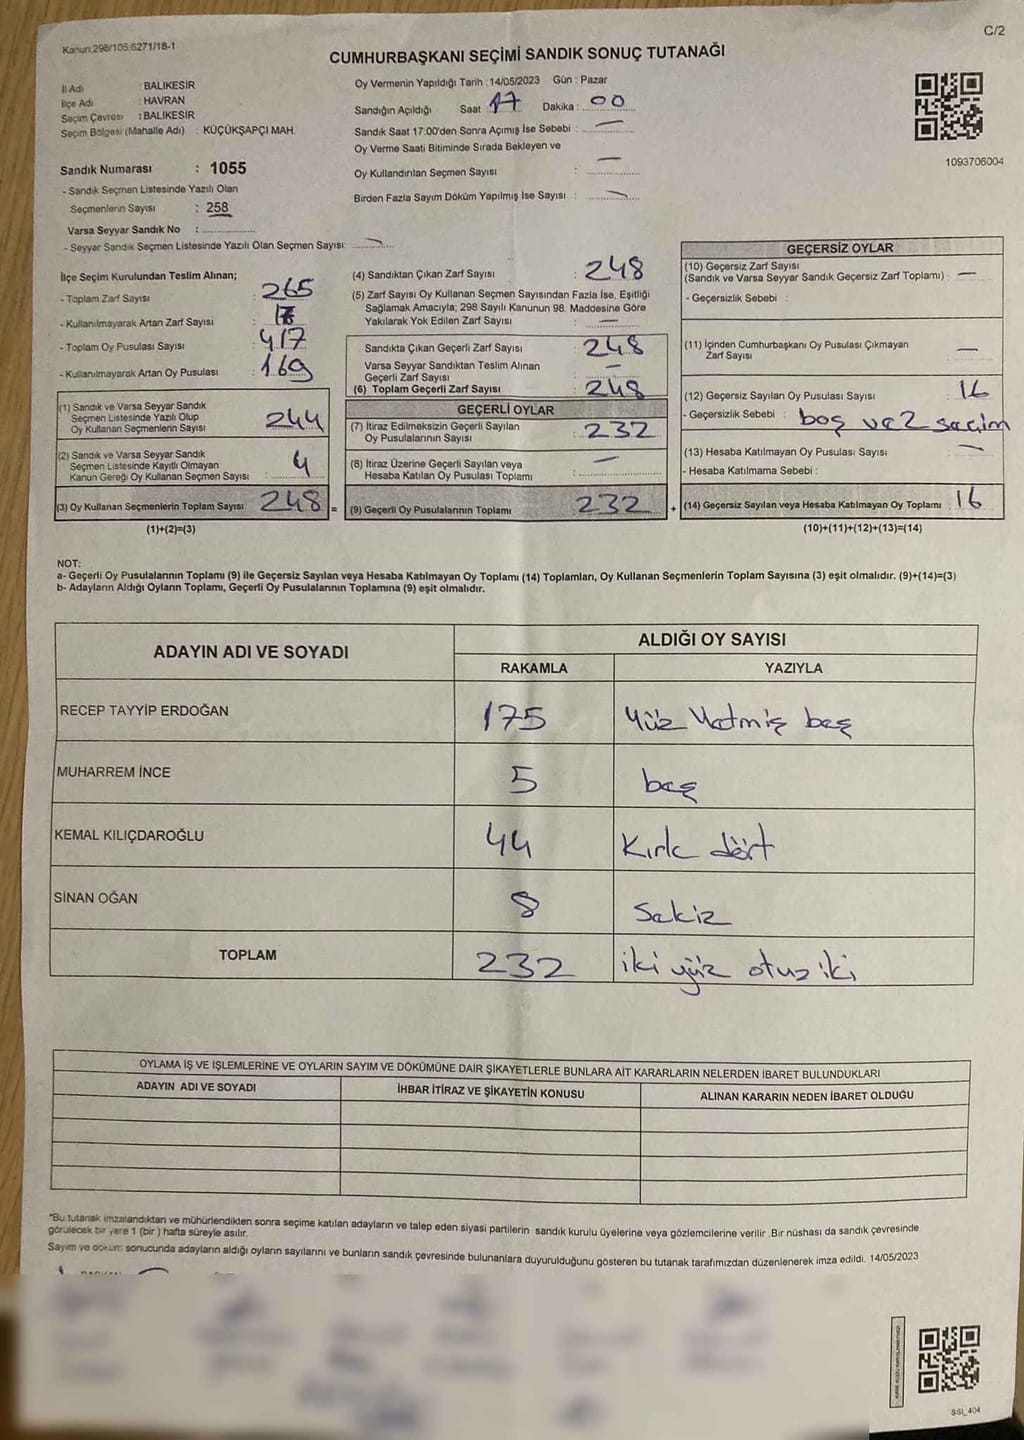 Kanun:298/105,6271/18-1
C/2
CUMHURBAŞKANI SEÇİMİ SANDIK SONUÇ TUTANAĞI
İl Adı : BALIKESİR
İlçe Adı : HAVRAN
Seçim Çevresi : BALIKESİR
Seçim Bölgesi (Mahalle Adı) : KÜÇÜKŞAPÇI MAH.
Sandık Numarası : 1055
- Sandık Seçmen Listesinde Yazılı Olan
Seçmenlerin Sayısı : 258
Varsa Seyyar Sandık No :
- Seyyar Sandık Seçmen Listesinde Yazılı Olan Seçmen Sayısı: —
Oy Vermenin Yapıldığı Tarih : 14/05/2023 Gün : Pazar
Sandığın Açıldığı Saat 17 Dakika : 00
Sandık Saat 17:00'den Sonra Açımış İse Sebebi : —
Oy Verme Saati Bitiminde Sırada Bekleyen ve
Oy Kullandırılan Seçmen Sayısı : —
Birden Fazla Sayım Döküm Yapılmış İse Sayısı : —
1093706004
İlçe Seçim Kurulundan Teslim Alınan;
- Toplam Zarf Sayısı : 265
- Kullanılmayarak Artan Zarf Sayısı :
- Toplam Oy Pusulası Sayısı : 417
- Kullanılmayarak Artan Oy Pusulası : 169
(1) Sandık ve Varsa Seyyar Sandık
Seçmen Listesinde Yazılı Olup
Oy Kullanan Seçmenlerin Sayısı : 244
(2) Sandık ve Varsa Seyyar Sandık
Seçmen Listesinde Kayıtlı Olmayan
Kanun Gereği Oy Kullanan Seçmen Sayısı : 4
(3) Oy Kullanan Seçmenlerin Toplam Sayısı 248 =
(1)+(2)=(3)
(4) Sandıktan Çıkan Zarf Sayısı : 248
(5) Zarf Sayısı Oy Kullanan Seçmen Sayısından Fazla İse, Eşitliği
Sağlamak Amacıyla; 298 Sayılı Kanunun 98. Maddesine Göre
Yakılarak Yok Edilen Zarf Sayısı : —
Sandıkta Çıkan Geçerli Zarf Sayısı : 248
Varsa Seyyar Sandıktan Teslim Alınan
Geçerli Zarf Sayısı : —
(6) Toplam Geçerli Zarf Sayısı : 248
GEÇERLİ OYLAR
(7) İtiraz Edilmeksizin Geçerli Sayılan
Oy Pusulalarının Sayısı : 232
(8) İtiraz Üzerine Geçerli Sayılan veya
Hesaba Katılan Oy Pusulası Toplamı : —
(9) Geçerli Oy Pusulalarının Toplamı 232 +
GEÇERSİZ OYLAR
(10) Geçersiz Zarf Sayısı
(Sandık ve Varsa Seyyar Sandık Geçersiz Zarf Toplamı) : —
- Geçersizlik Sebebi :
(11) İçinden Cumhurbaşkanı Oy Pusulası Çıkmayan
Zarf Sayısı : —
(12) Geçersiz Sayılan Oy Pusulası Sayısı : 16
- Geçersizlik Sebebi : boş ve 2 seçim
(13) Hesaba Katılmayan Oy Pusulası Sayısı : —
- Hesaba Katılmama Sebebi :
(14) Geçersiz Sayılan veya Hesaba Katılmayan Oy Toplamı : 16
(10)+(11)+(12)+(13)=(14)
NOT:
a- Geçerli Oy Pusulalarının Toplamı (9) ile Geçersiz Sayılan veya Hesaba Katılmayan Oy Toplamı (14) Toplamları, Oy Kullanan Seçmenlerin Toplam Sayısına (3) eşit olmalıdır. (9)+(14)=(3)
b- Adayların Aldığı Oyların Toplamı, Geçerli Oy Pusulalarının Toplamına (9) eşit olmalıdır.
ADAYIN ADI VE SOYADI
ALDIĞI OY SAYISI
RAKAMLA YAZIYLA
RECEP TAYYİP ERDOĞAN 175 Yüz Yetmiş beş
MUHARREM İNCE 5 beş
KEMAL KILIÇDAROĞLU 44 Kırk dört
SİNAN OĞAN 8 Sekiz
TOPLAM 232 iki yüz otuz iki
OYLAMA İŞ VE İŞLEMLERİNE VE OYLARIN SAYIM VE DÖKÜMÜNE DAİR ŞİKAYETLERLE BUNLARA AİT KARARLARIN NELERDEN İBARET BULUNDUKLARI
ADAYIN ADI VE SOYADI İHBAR İTİRAZ VE ŞİKAYETİN KONUSU ALINAN KARARIN NEDEN İBARET OLDUĞU
*Bu tutanak imzalandıktan ve mühürlendikten sonra seçime katılan adayların ve talep eden siyasi partilerin sandık kurulu üyelerine veya gözlemcilerine verilir. Bir nüshası da sandık çevresinde
görülecek bir yere 1 (bir) hafta süreyle asılır.
Sayım ve döküm sonucunda adayların aldığı oyların sayılarını ve bunların sandık çevresinde bulunanlara duyurulduğunu gösteren bu tutanak tarafımızdan düzenlenerek imza edildi. 14/05/2023
SSI_404